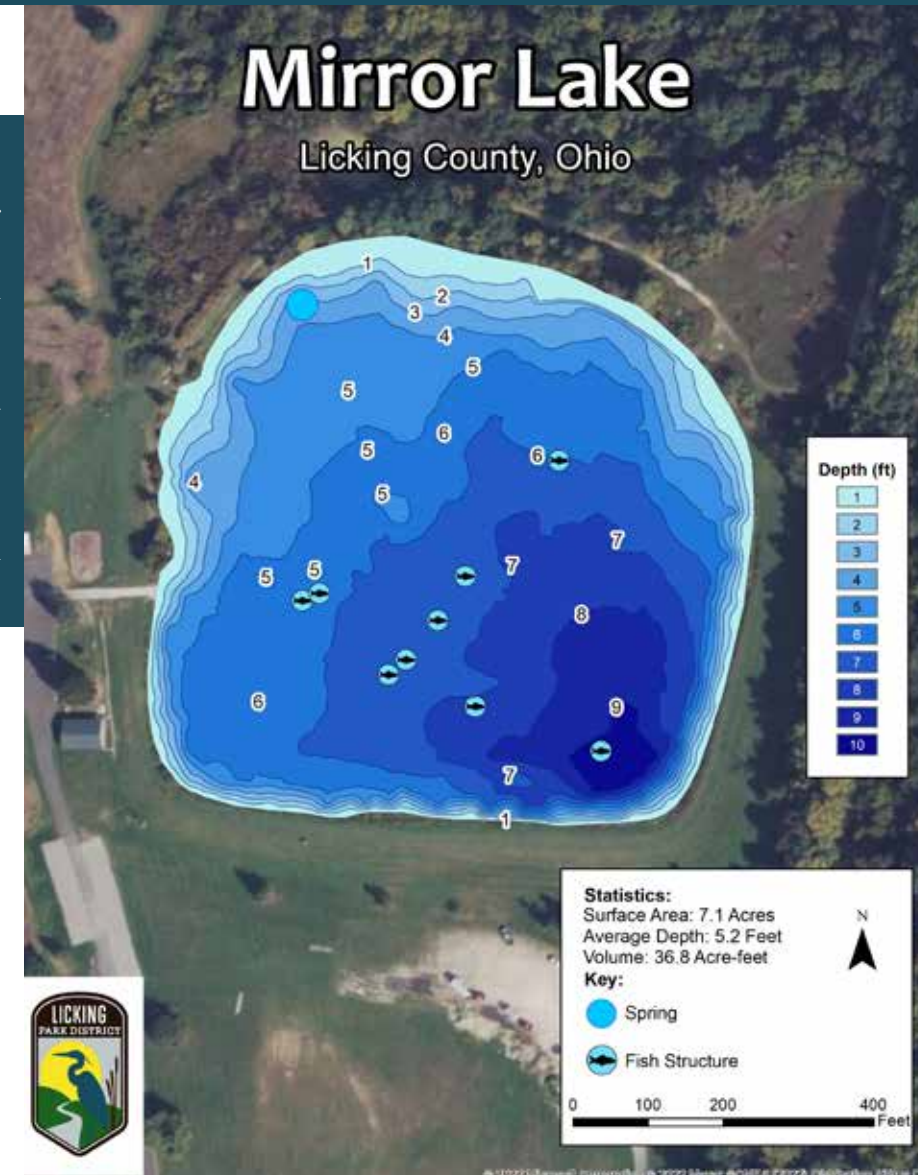 Mirror Lake
Licking County, Ohio
1
2
3
4
5
5
6
5
6
4
5
7
7
5
5
8
6
9
7
1
Depth (ft)
1
2
3
4
5
6
7
8
9
10
Statistics:
Surface Area: 7.1 Acres
Average Depth: 5.2 Feet
Volume: 36.8 Acre-feet
N
Key:
Spring
Fish Structure
0 100 200 400
Feet
LICKING
PARK DISTRICT